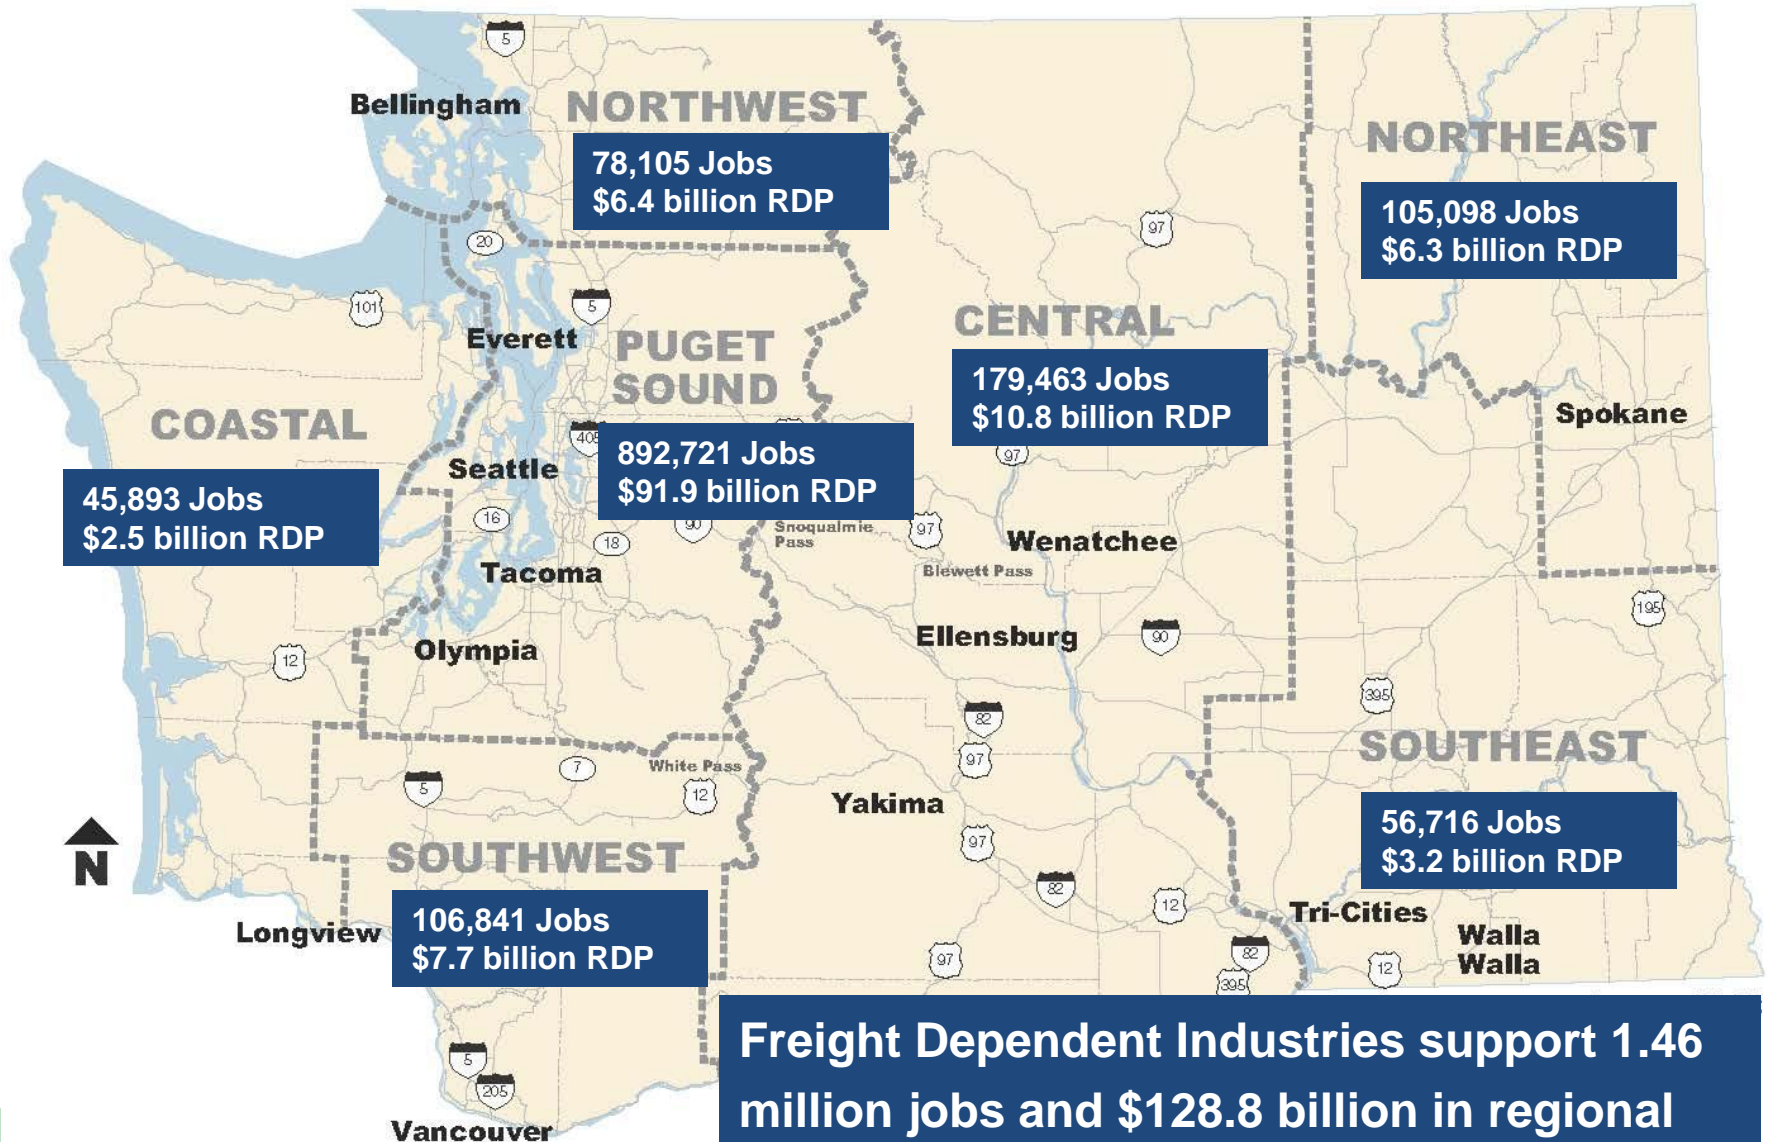 5
Bellingham
NORTHWEST
78,105 Jobs
$6.4 billion RDP
NORTHEAST
105,098 Jobs
$6.3 billion RDP
97
20
101
5
Everett
PUGET
SOUND
CENTRAL
179,463 Jobs
$10.8 billion RDP
COASTAL
Spokane
405
892,721 Jobs
$91.9 billion RDP
Seattle
97
45,893 Jobs
$2.5 billion RDP
16
18
90
Snoqualmie
Pass
97
Wenatchee
Blewett Pass
Tacoma
195
Olympia
12
Ellensburg
90
395
82
97
SOUTHEAST
56,716 Jobs
$3.2 billion RDP
7
White Pass
12
5
Yakima
97
N
SOUTHWEST
106,841 Jobs
$7.7 billion RDP
82
12
Longview
Tri-Cities
Walla
Walla
97
82
12
395
Freight Dependent Industries support 1.46
million jobs and $128.8 billion in regional
5
205
Vancouver